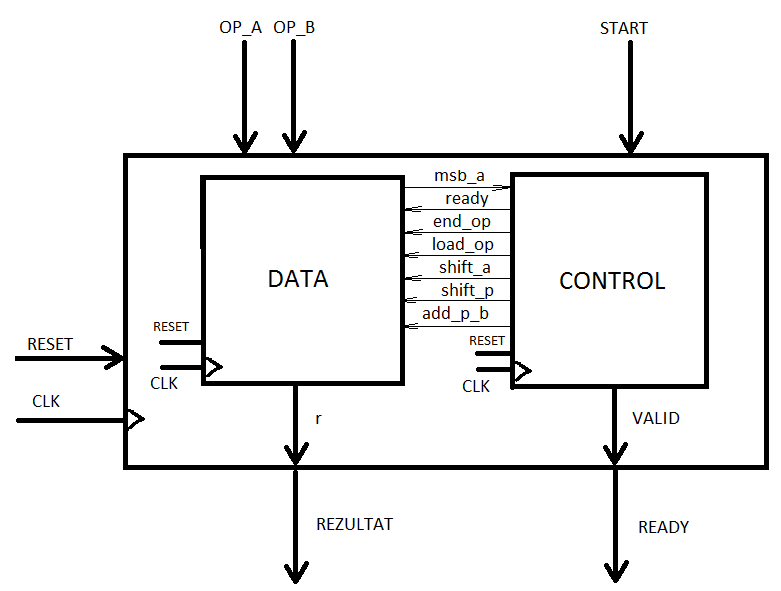 OP_A OP_B
START
msb_a
ready
end_op
load_op
shift_a
shift_p
add_p_b
DATA
CONTROL
RESET
CLK
RESET
CLK
RESET
CLK
r
VALID
REZULTAT
READY